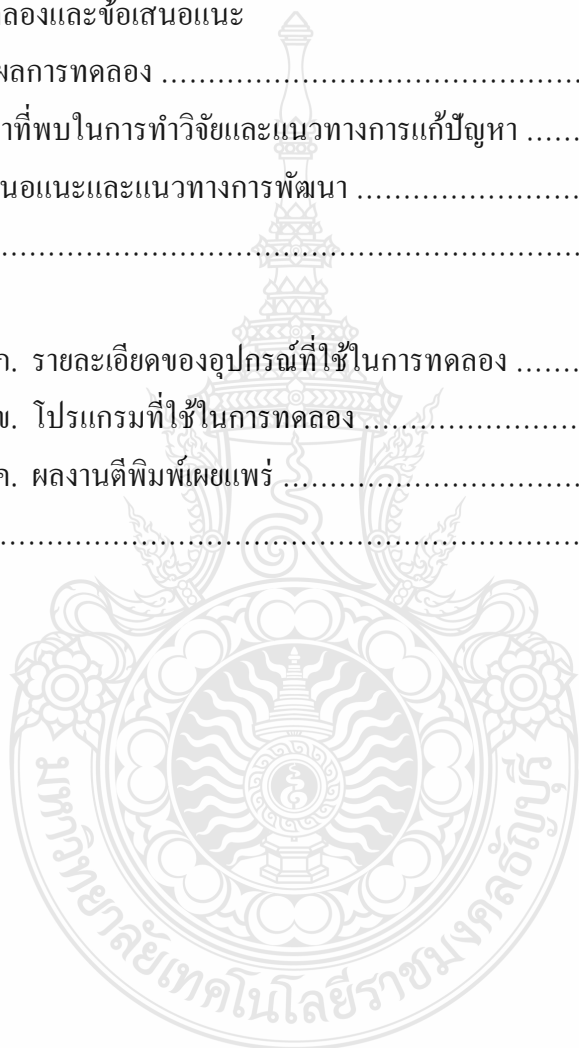 ดลองและข้อเสนอแนะ
ผลการทดลอง ................................................
าที่พบในการทำวิจัยและแนวทางการแก้ปัญหา ......
นอแนะและแนวทางการพัฒนา ........................
................................................................
ก. รายละเอียดของอุปกรณ์ที่ใช้ในการทดลอง .......
ข. โปรแกรมที่ใช้ในการทดลอง ........................
ค. ผลงานตีพิมพ์เผยแพร่ ................................
................................................................
มหาวิทยาลัยเทคโนโลยีราชมงคลธัญบุรี